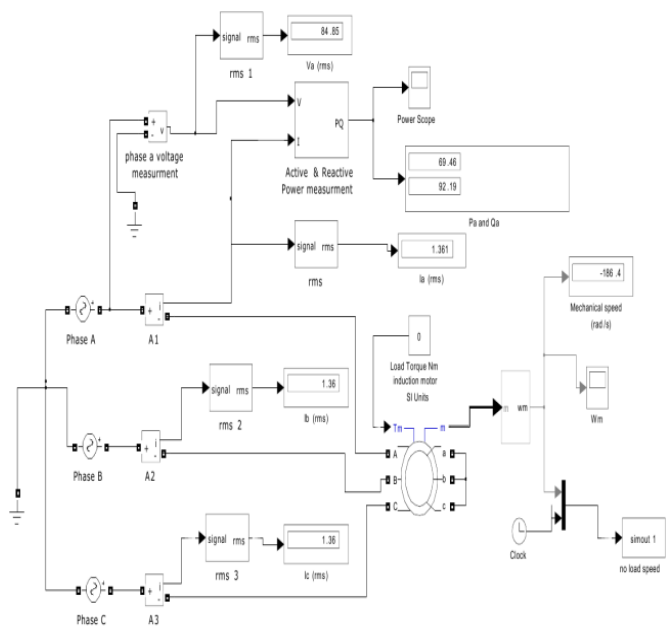 signal rms
84.85
rms 1
Va (rms)
+
-
v
phase a voltage
measurment
V
I
PQ
Active & Reactive
Power measurment
Power Scope
69.46
92.19
Pa and Qa
signal rms
rms
1.361
Ia (rms)
-186.4
Mechanical speed
(rad/s)
+
Phase A
+
-
i
A1
0
Load Torque Nm
induction motor
SI Units
signal rms
rms 2
1.36
Ib (rms)
Wm
m wm
Tm m
+
Phase B
+
-
i
A2
A
B
C
a
b
c
Clock
simout 1
no load speed
signal rms
rms 3
1.36
Ic (rms)
+
Phase C
+
-
i
A3